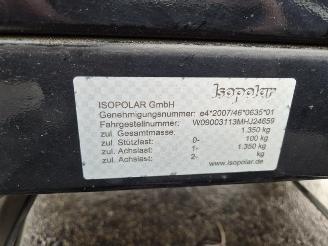 Isopolar
ISOPOLAR GmbH
Genehmigungsnummer: e4*2007/46*0635*01
Fahrgestellnummer: W09003113MHJ24659
zul. Gesamtmasse: 1.350 kg
zul. Stützlast: 0- 100 kg
zul. Achslast: 1- 1.350 kg
zul. Achslast: 2- kg
www.isopolar.de